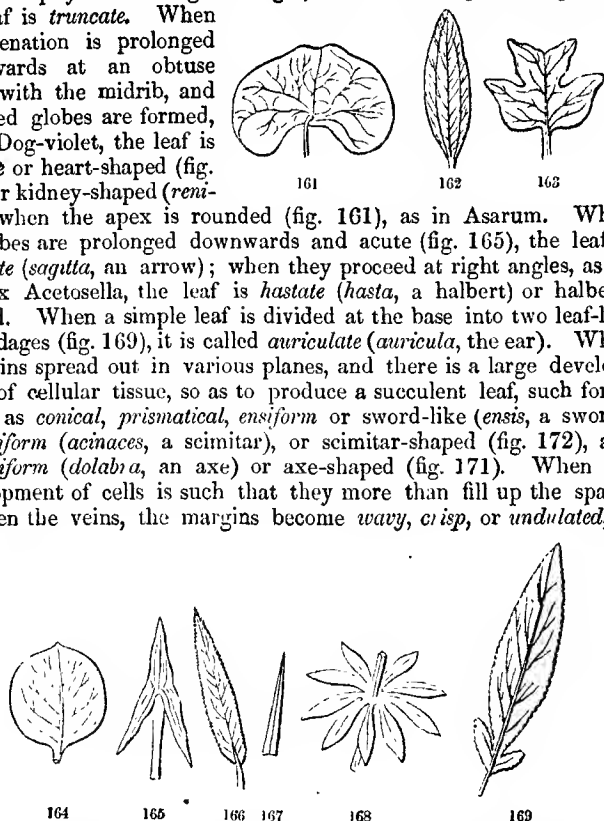 af is truncate. When
enation is prolonged
wards at an obtuse
with the midrib, and
ed globes are formed,
Dog-violet, the leaf is
e or heart-shaped (fig.
r kidney-shaped (reni-
161 162 163
when the apex is rounded (fig. 161), as in Asarum. Wh
bes are prolonged downwards and acute (fig. 165), the leaf
te (sagitta, an arrow); when they proceed at right angles, as
x Acetosella, the leaf is hastate (hasta, a halbert) or halbe
d. When a simple leaf is divided at the base into two leaf-l
dages (fig. 169), it is called auriculate (auricula, the ear). Wh
ins spread out in various planes, and there is a large develo
of cellular tissue, so as to produce a succulent leaf, such for
as conical, prismatical, ensiform or sword-like (ensis, a swor
iform (acinaces, a scimitar), or scimitar-shaped (fig. 172), a
iform (dolabra, an axe) or axe-shaped (fig. 171). When
opment of cells is such that they more than fill up the spa
en the veins, the margins become wavy, crisp, or undulated,
164 165 166 167 168 169